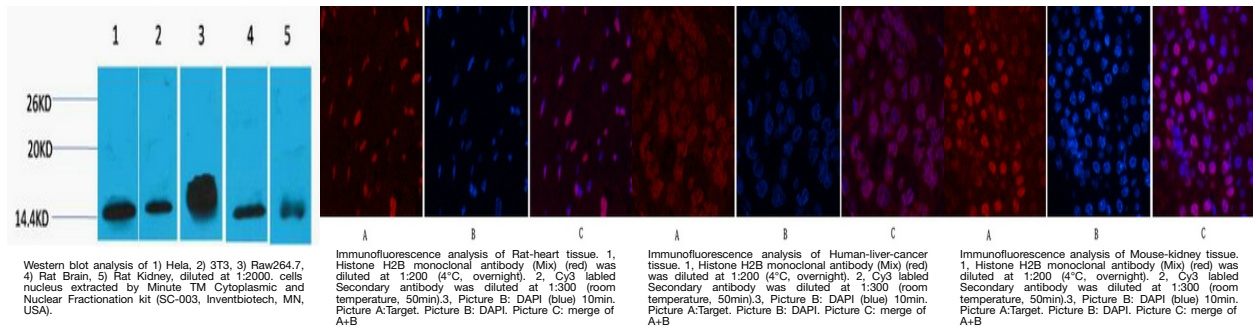 1 2 3 4 5
26KD
20KD
14.4KD
Western blot analysis of 1) Hela, 2) 3T3, 3) Raw264.7,
4) Rat Brain, 5) Rat Kidney, diluted at 1:2000. cells
nucleus extracted by Minute TM Cytoplasmic and
Nuclear Fractionation kit (SC-003, Inventbiotech, MN,
USA).
A B C
Immunofluorescence analysis of Rat-heart tissue. 1,
Histone H2B monoclonal antibody (Mix) (red) was
diluted at 1:200 (4°C, overnight). 2, Cy3 labled
Secondary antibody was diluted at 1:300 (room
temperature, 50min).3, Picture B: DAPI (blue) 10min.
Picture A:Target. Picture B: DAPI. Picture C: merge of
A+B
A B C
Immunofluorescence analysis of Human-liver-cancer
tissue. 1, Histone H2B monoclonal antibody (Mix) (red)
was diluted at 1:200 (4°C, overnight). 2, Cy3 labled
Secondary antibody was diluted at 1:300 (room
temperature, 50min).3, Picture B: DAPI (blue) 10min.
Picture A:Target. Picture B: DAPI. Picture C: merge of
A+B
A B C
Immunofluorescence analysis of Mouse-kidney tissue.
1, Histone H2B monoclonal antibody (Mix) (red) was
diluted at 1:200 (4°C, overnight). 2, Cy3 labled
Secondary antibody was diluted at 1:300 (room
temperature, 50min).3, Picture B: DAPI (blue) 10min.
Picture A:Target. Picture B: DAPI. Picture C: merge of
A+B